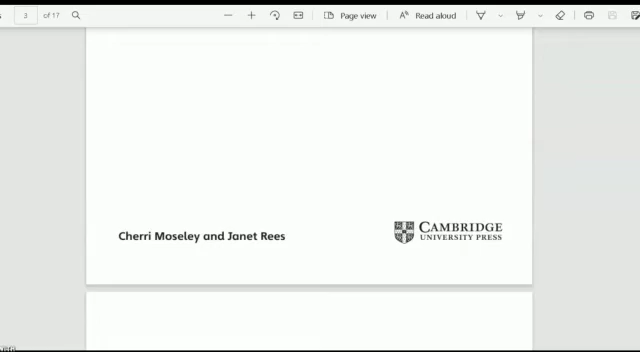 3 of 17 Page view Read aloud
Cherri Moseley and Janet Rees
CAMBRIDGE
UNIVERSITY PRESS